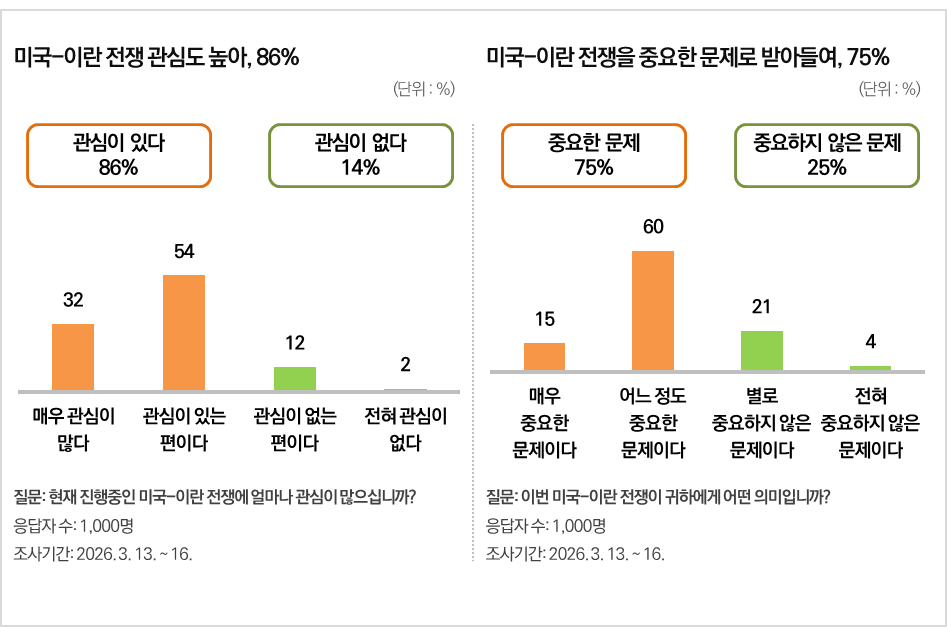 미국-이란 전쟁 관심도 높아, 86%
(단위 : %)
관심이 있다
86%
관심이 없다
14%
32
54
12
2
매우 관심이
많다
관심이 있는
편이다
관심이 없는
편이다
전혀 관심이
없다
질문: 현재 진행중인 미국-이란 전쟁에 얼마나 관심이 많으십니까?
응답자 수: 1,000명
조사기간: 2026. 3. 13. ~ 16.
미국-이란 전쟁을 중요한 문제로 받아들여, 75%
(단위 : %)
중요한 문제
75%
중요하지 않은 문제
25%
15
60
21
4
매우
중요한
문제이다
어느 정도
중요한
문제이다
별로
중요하지 않은
문제이다
전혀
중요하지 않은
문제이다
질문: 이번 미국-이란 전쟁이 귀하에게 어떤 의미입니까?
응답자 수: 1,000명
조사기간: 2026. 3. 13. ~ 16.